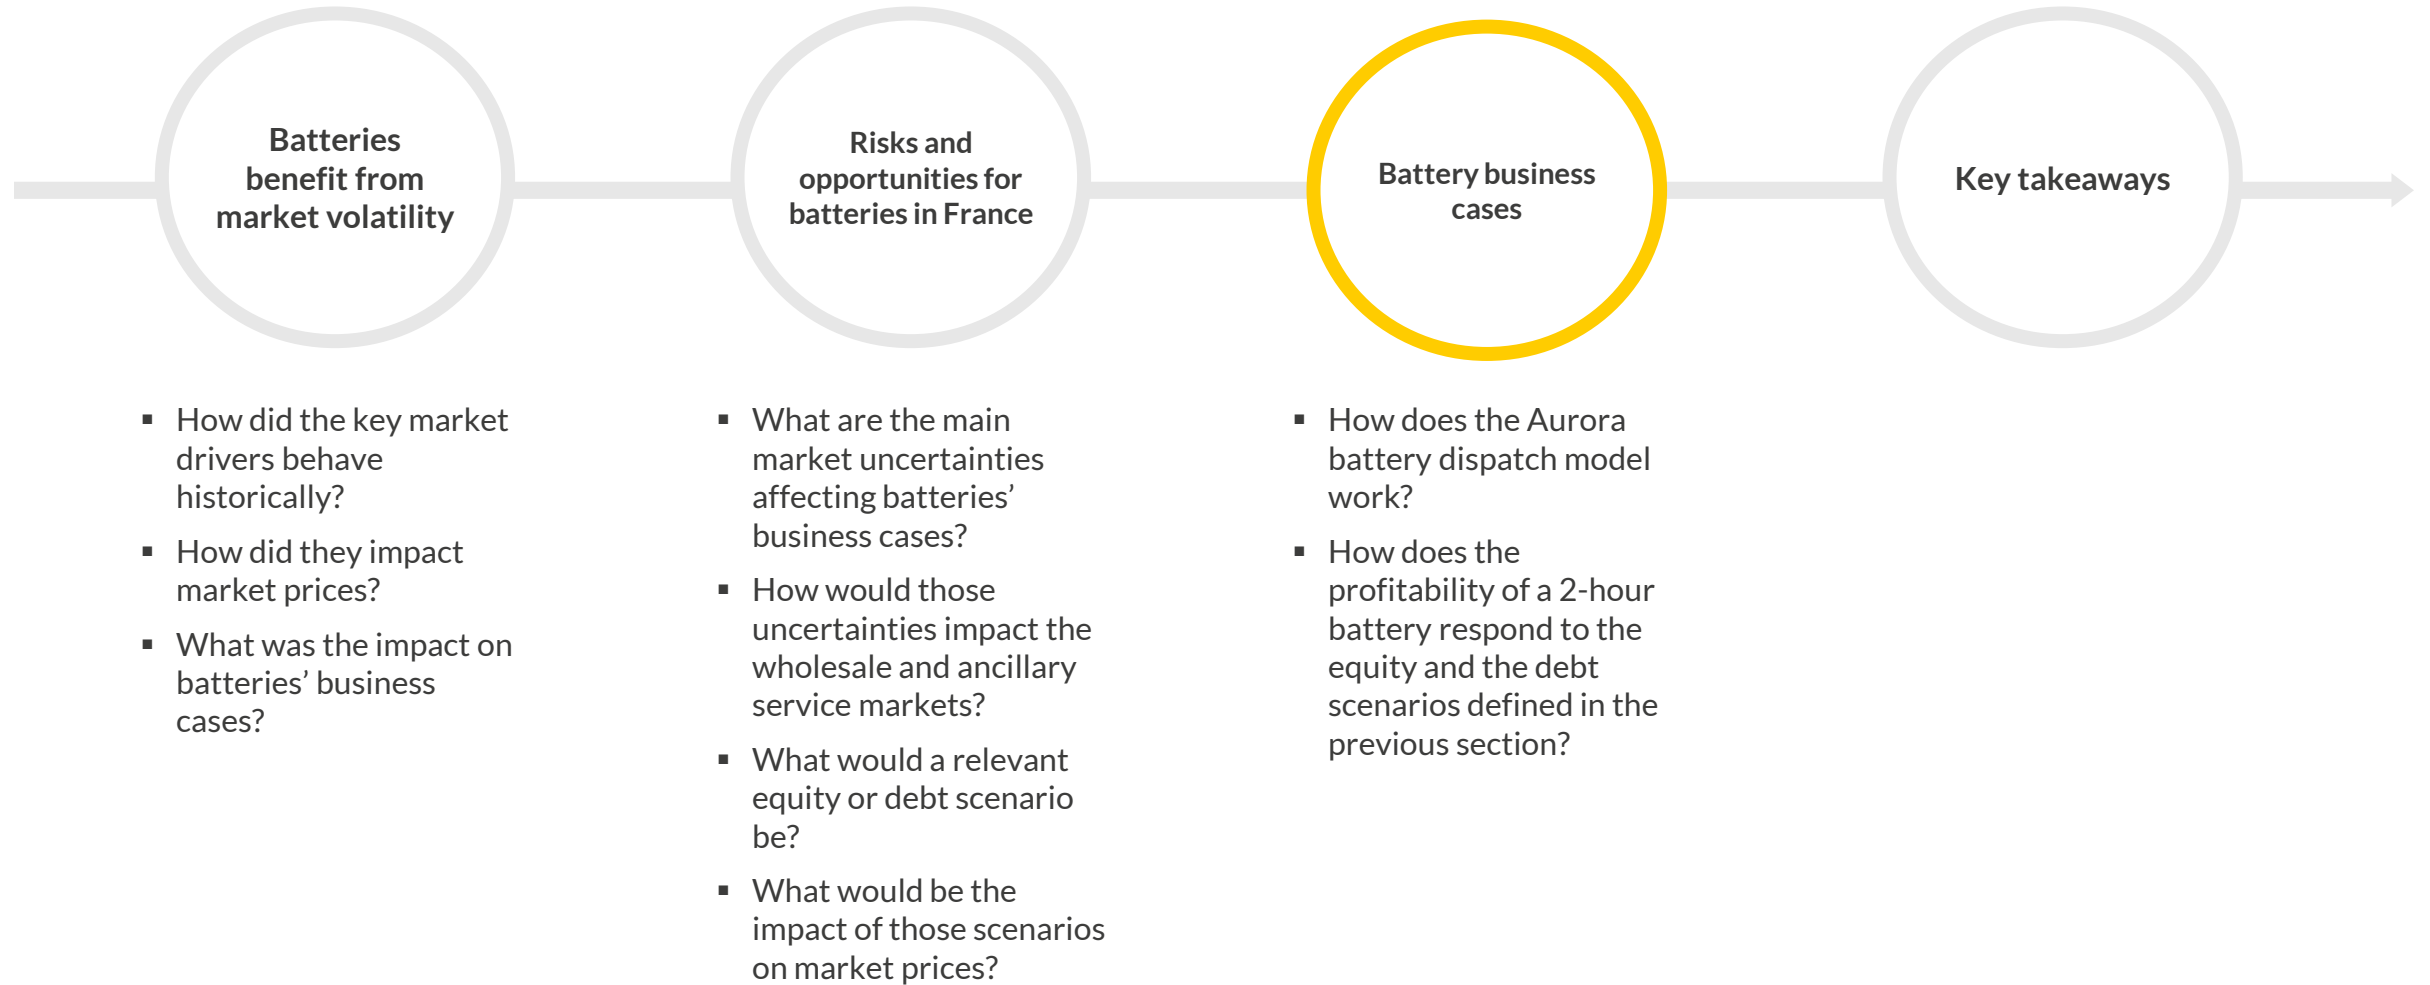 Batteries
benefit from
market volatility
Risks and
opportunities for
batteries in France
Battery business
cases
Key takeaways
▪ How did the key market
drivers behave
historically?
▪ How did they impact
market prices?
▪ What was the impact on
batteries’ business
cases?
▪ What are the main
market uncertainties
affecting batteries’
business cases?
▪ How would those
uncertainties impact the
wholesale and ancillary
service markets?
▪ What would a relevant
equity or debt scenario
be?
▪ What would be the
impact of those scenarios
on market prices?
▪ How does the Aurora
battery dispatch model
work?
▪ How does the
profitability of a 2-hour
battery respond to the
equity and the debt
scenarios defined in the
previous section?